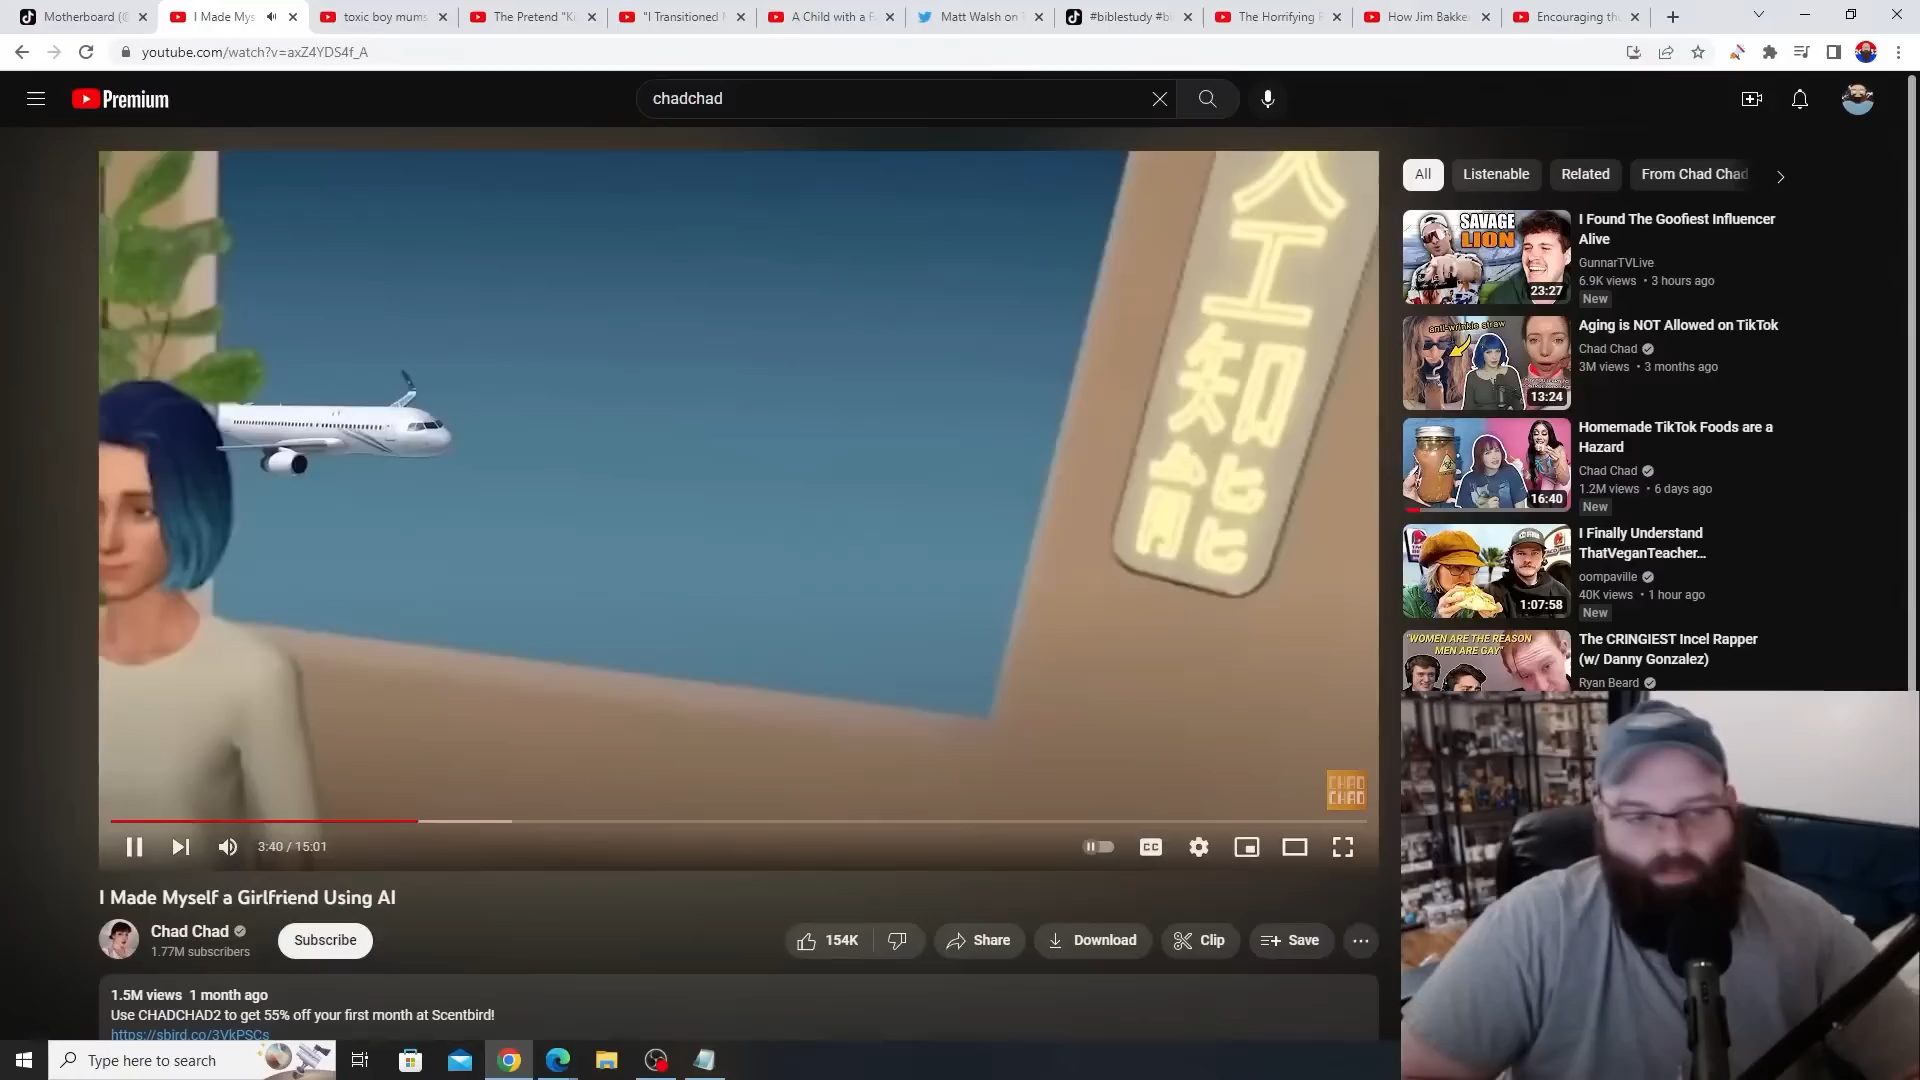 Motherboard (@
I Made Mys
toxic boy mums
The Pretend "Ki
"I Transitioned
A Child with a F
Matt Walsh on
#biblestudy #bi
The Horrifying
How Jim Bakke
Encouraging th
youtube.com/watch?v=axZ4YDS4f_A
Premium
chadchad
人工知能
CHAD
CHAD
3:40 / 15:01
CC
I Made Myself a Girlfriend Using AI
Chad Chad
1.77M subscribers
Subscribe
154K
Share
Download
Clip
Save
1.5M views 1 month ago
Use CHADCHAD2 to get 55% off your first month at Scentbird!
https://sbird.co/3VkPSCs
All
Listenable
Related
From Chad Chad
SAVAGE
LION
23:27
I Found The Goofiest Influencer
Alive
GunnarTVLive
6.9K views • 3 hours ago
New
anti-wrinkle straw
13:24
Aging is NOT Allowed on TikTok
Chad Chad
3M views • 3 months ago
16:40
Homemade TikTok Foods are a
Hazard
Chad Chad
1.2M views • 6 days ago
New
1:07:58
I Finally Understand
ThatVeganTeacher...
oompaville
40K views • 1 hour ago
New
"WOMEN ARE THE REASON
MEN ARE GAY"
The CRINGIEST Incel Rapper
(w/ Danny Gonzalez)
Ryan Beard
Type here to search